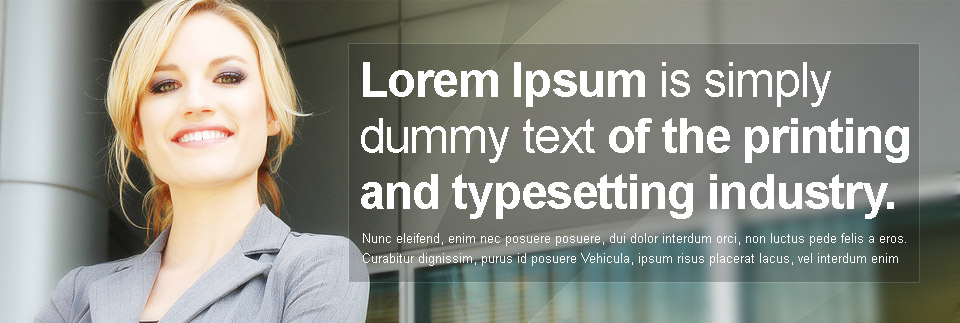 Lorem Ipsum is simply
dummy text of the printing
and typesetting industry.
Nunc eleifend, enim nec posuere posuere, dui dolor interdum orci, non luctus pede felis a eros.
Curabitur dignissim, purus id posuere Vehicula, ipsum risus placerat lacus, vel interdum enim